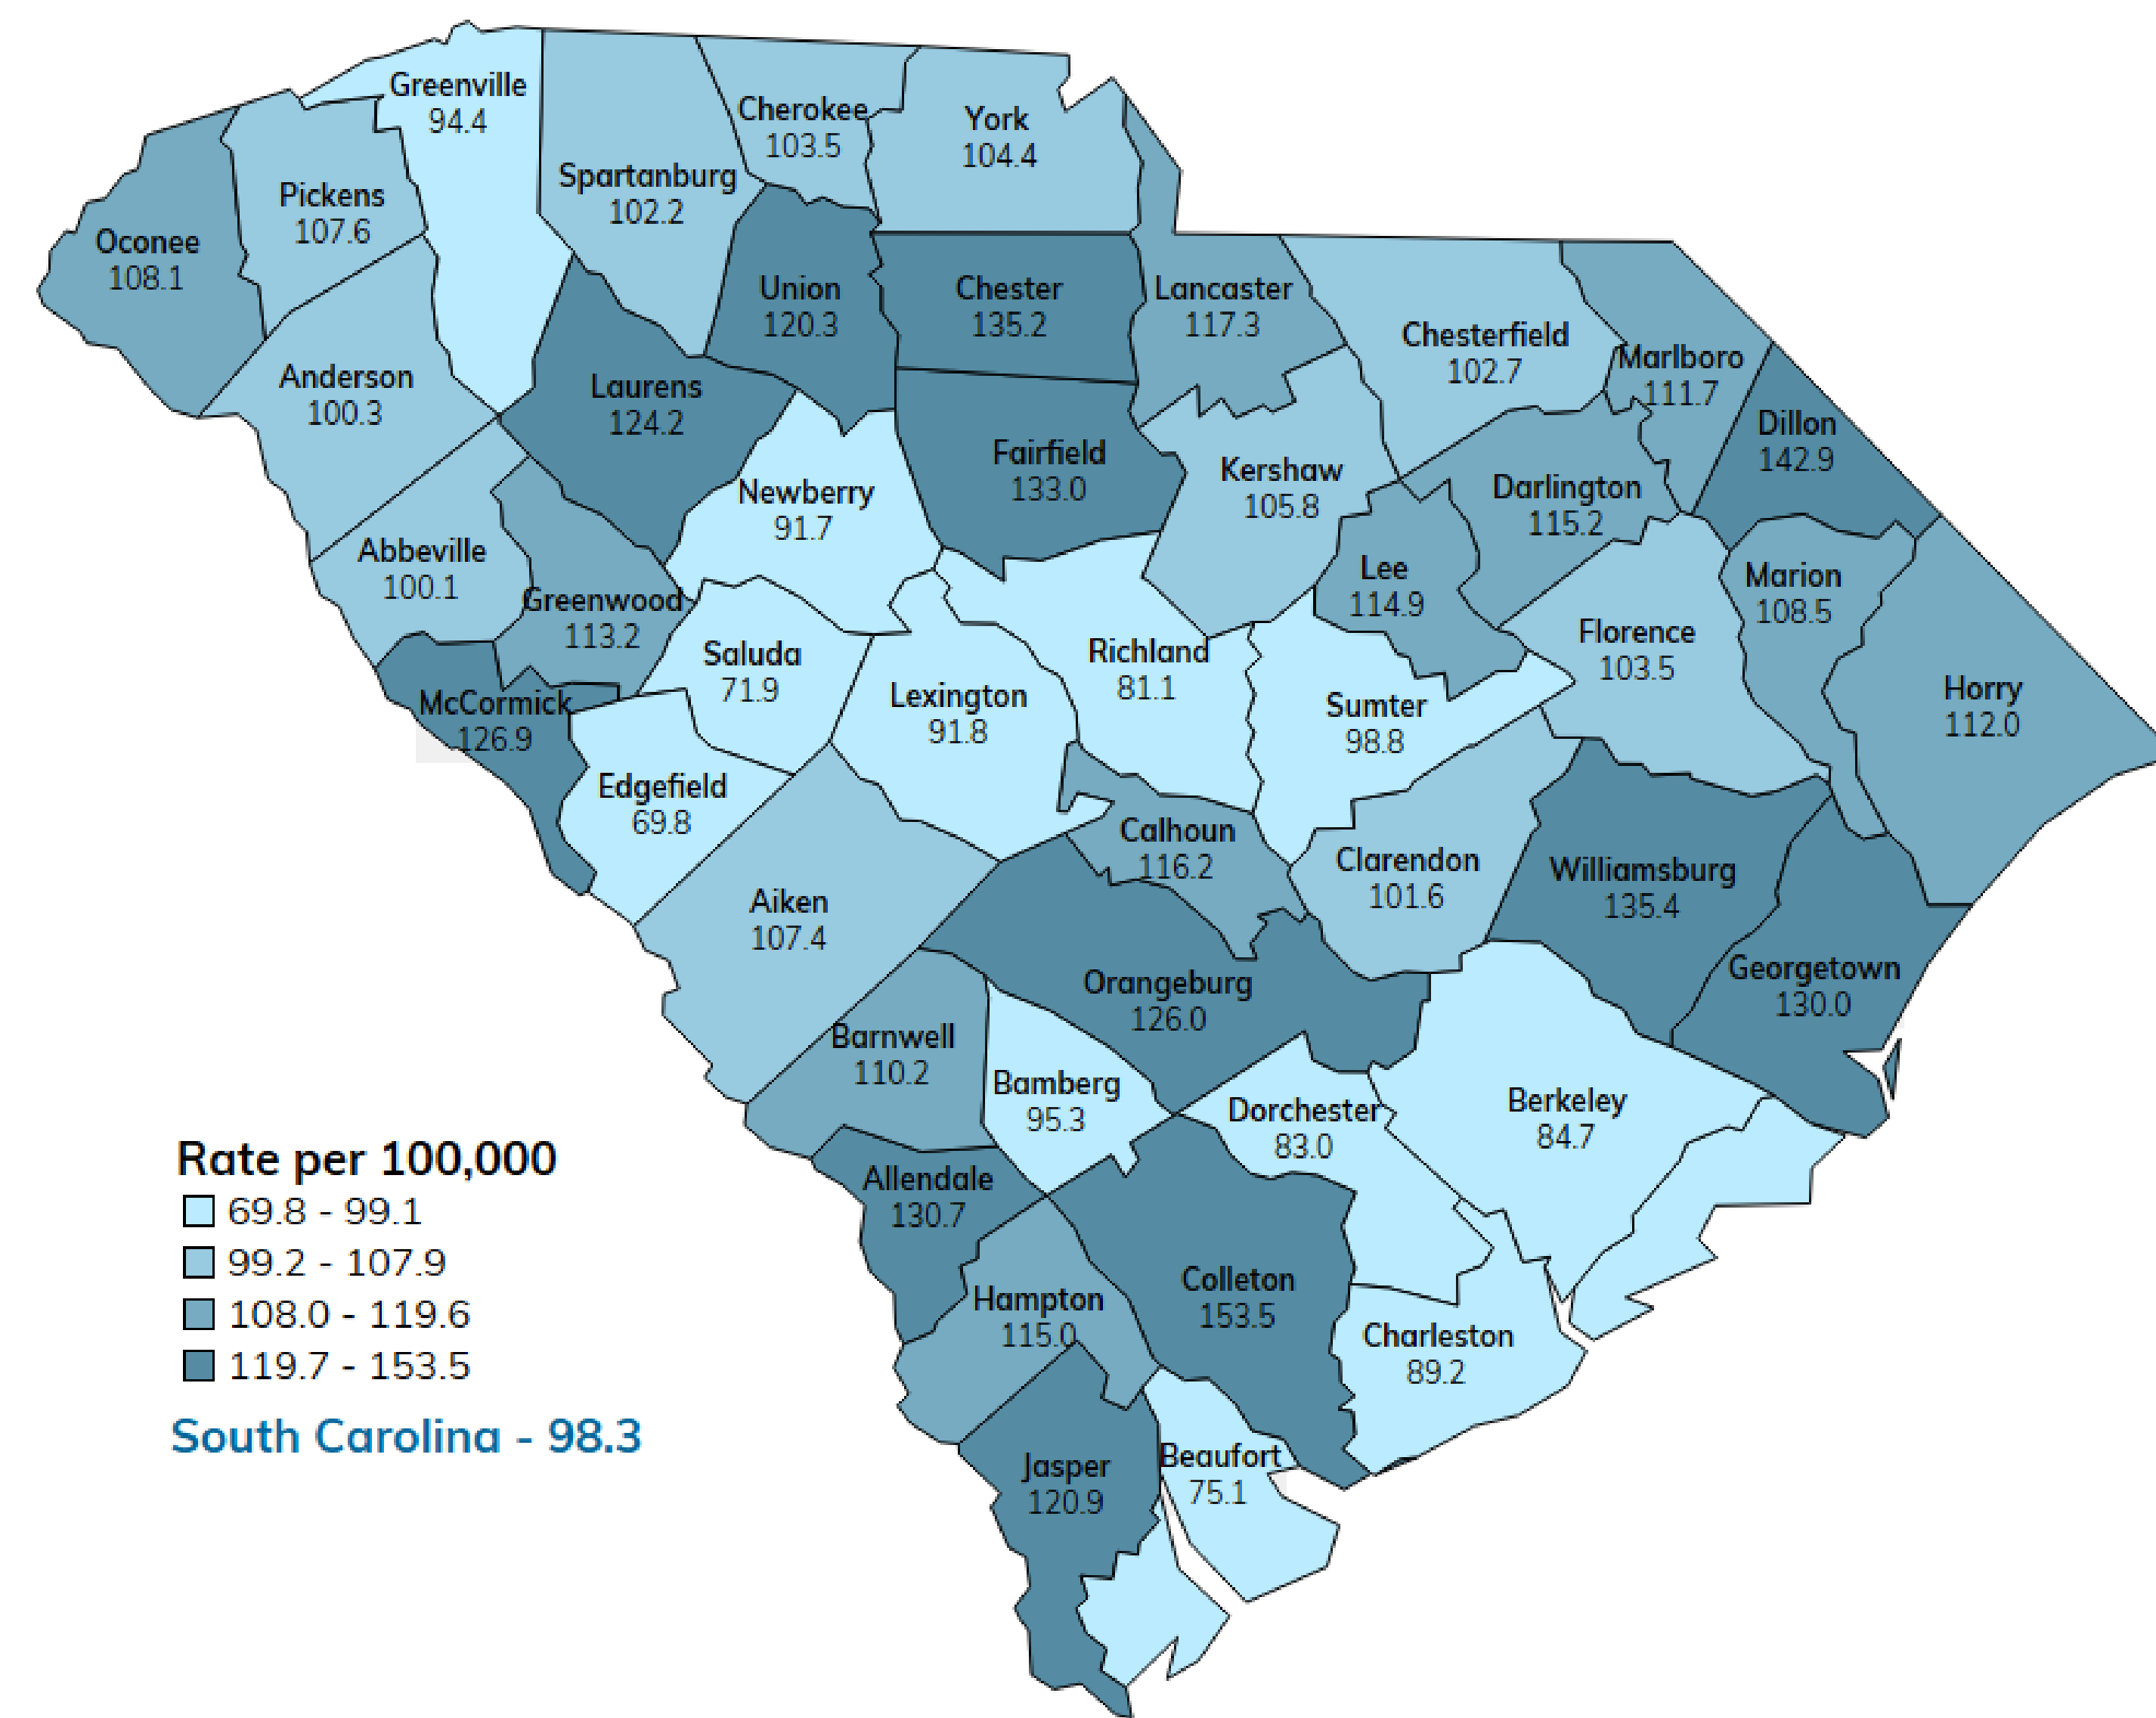 Greenville
94.4
Cherokee
103.5
York
104.4
Spartanburg
102.2
Pickens
107.6
Oconee
108.1
Union
120.3
Chester
135.2
Lancaster
117.3
Chesterfield
102.7
Marlboro
111.7
Anderson
100.3
Laurens
124.2
Dillon
142.9
Fairfield
133.0
Kershaw
105.8
Newberry
91.7
Darlington
115.2
Abbeville
100.1
Lee
114.9
Marion
108.5
Greenwood
113.2
Florence
103.5
Saluda
71.9
Richland
81.1
Horry
112.0
Lexington
91.8
McCormick
126.9
Sumter
98.8
Edgefield
69.8
Calhoun
116.2
Clarendon
101.6
Williamsburg
135.4
Aiken
107.4
Georgetown
130.0
Orangeburg
126.0
Barnwell
110.2
Bamberg
95.3
Dorchester
83.0
Berkeley
84.7
Allendale
130.7
Colleton
153.5
Hampton
115.0
Charleston
89.2
Beaufort
75.1
Jasper
120.9
Rate per 100,000
69.8 - 99.1
99.2 - 107.9
108.0 - 119.6
119.7 - 153.5
South Carolina - 98.3